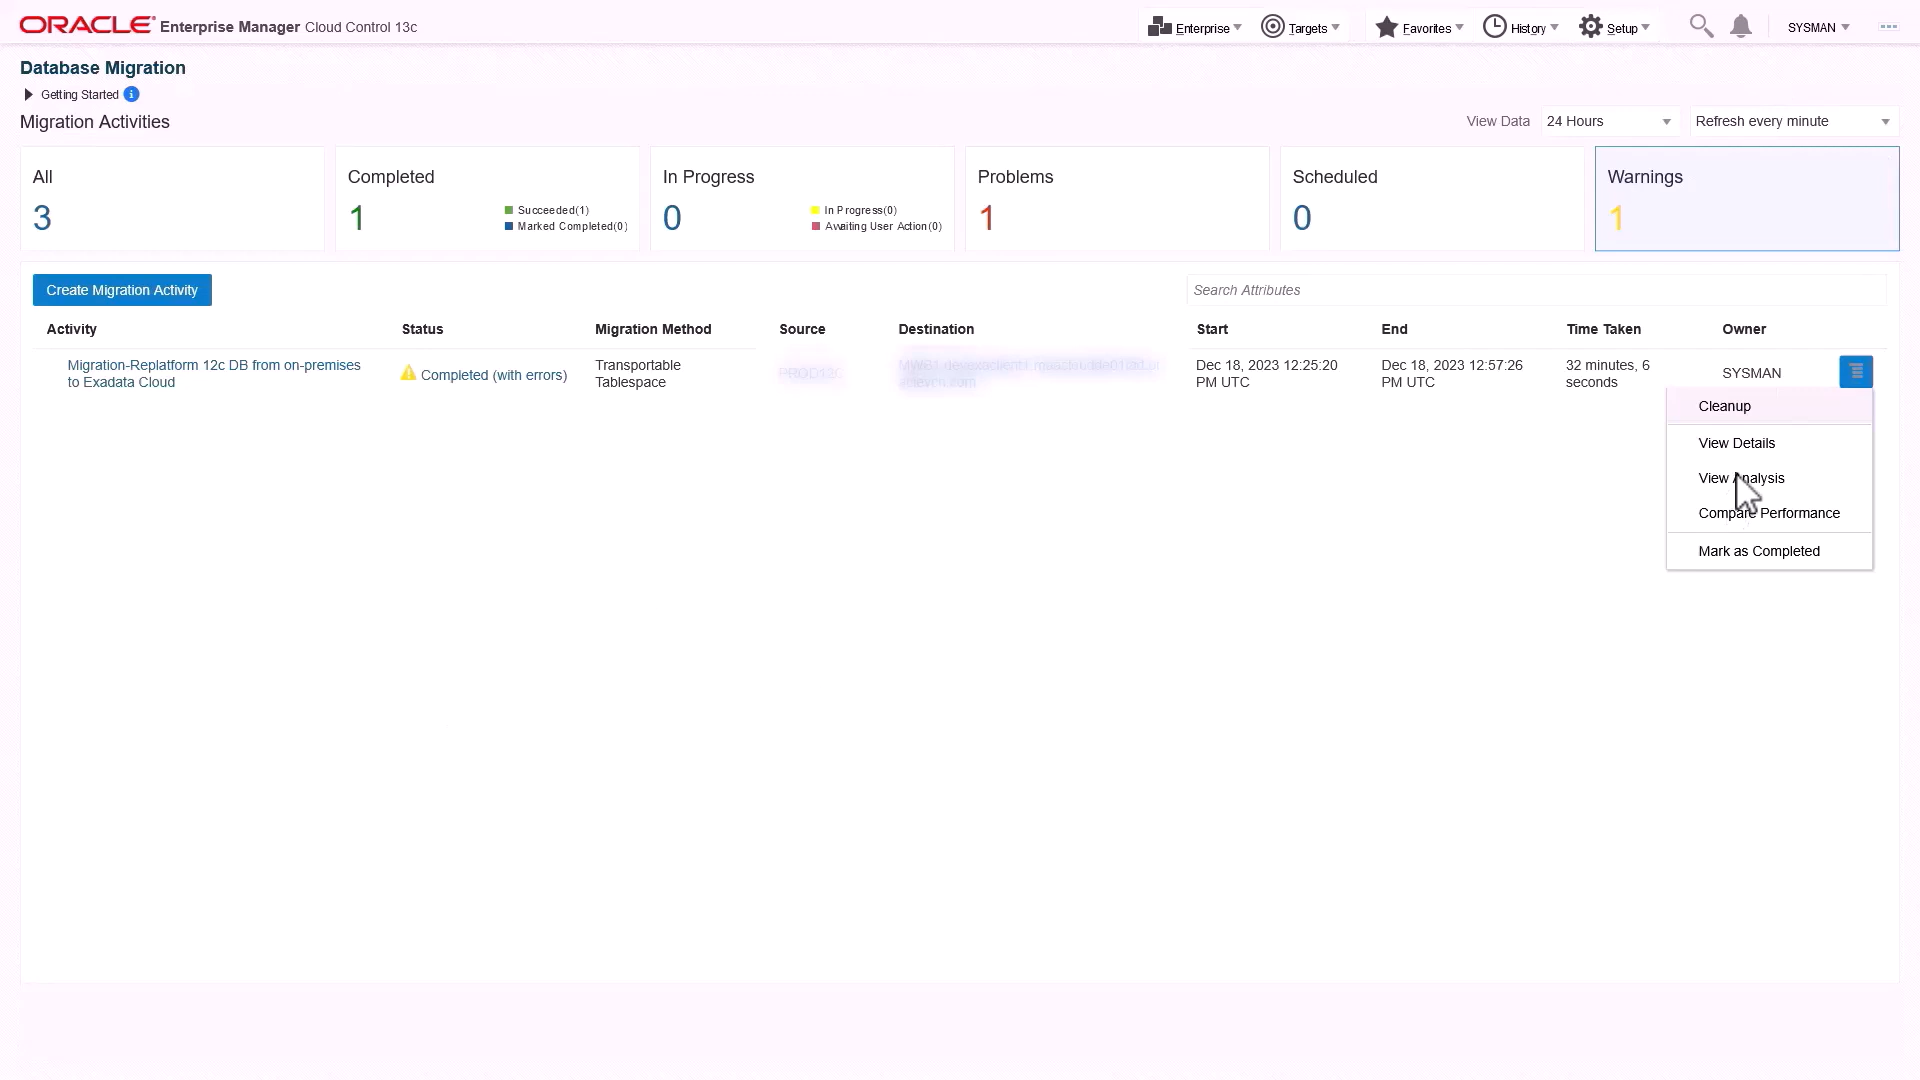 ORACLE Enterprise Manager Cloud Control 13c
Enterprise Targets Favorites History Setup SYSMAN
Database Migration
Getting Started
Migration Activities
View Data 24 Hours Refresh every minute
All Completed In Progress Problems Scheduled Warnings
3 1 Succeeded(1) 0 In Progress(0) 1 0 1
Marked Completed(0) Awaiting User Action(0)
Create Migration Activity Search Attributes
Activity Status Migration Method Source Destination Start End Time Taken Owner
Migration-Replatform 12c DB from on-premises Transportable Dec 18, 2023 12:25:20 Dec 18, 2023 12:57:26 32 minutes, 6
Completed (with errors) SYSMAN
to Exadata Cloud Tablespace PM UTC PM UTC seconds
Cleanup
View Details
View Analysis
Compare Performance
Mark as Completed